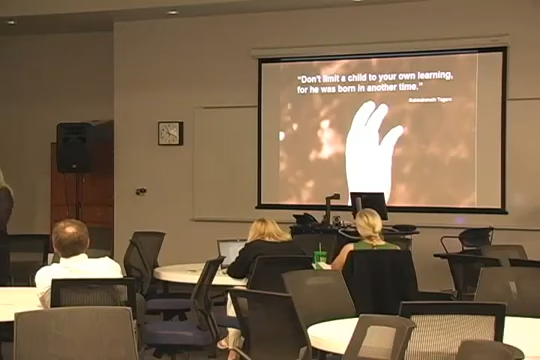 “Don't limit a child to your own learning,
for he was born in another time.”
Rabindranath Tagore